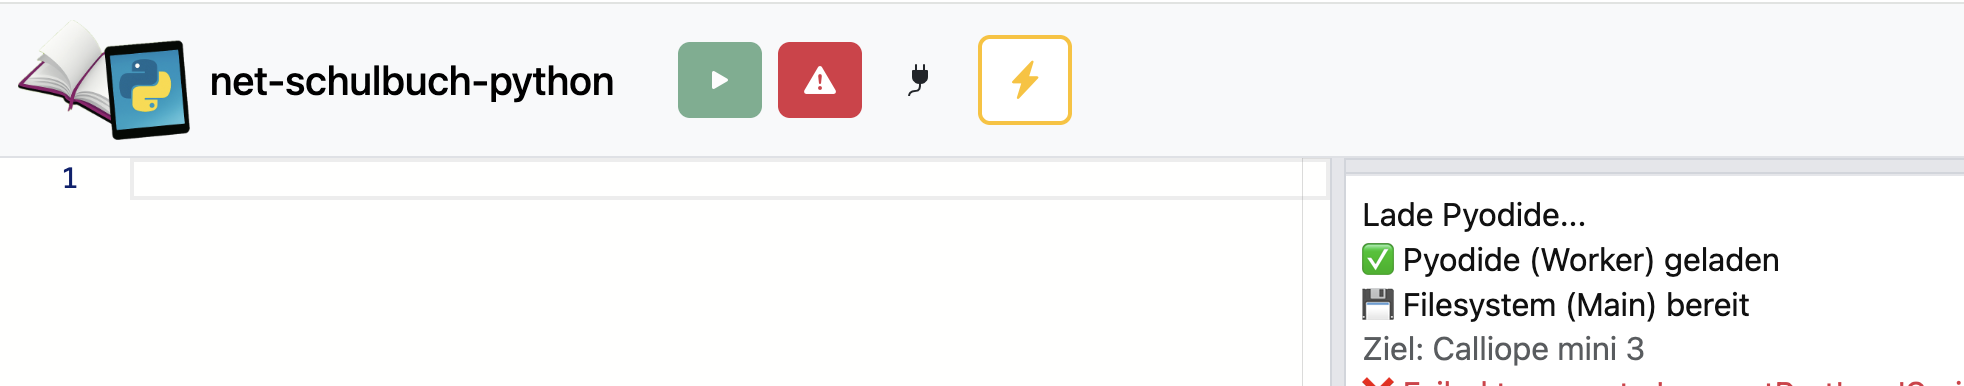 net-schulbuch-python
1
Lade Pyodide...
✅ Pyodide (Worker) geladen
💾 Filesystem (Main) bereit
Ziel: Calliope mini 3